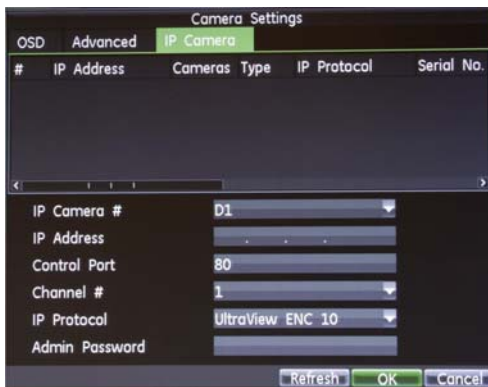 Camera Settings
OSD Advanced IP Camera
# IP Address Cameras Type IP Protocol Serial No.
IP Camera # D1
IP Address . . .
Control Port 80
Channel # 1
IP Protocol UltraView ENC 10
Admin Password
Refresh OK Cancel